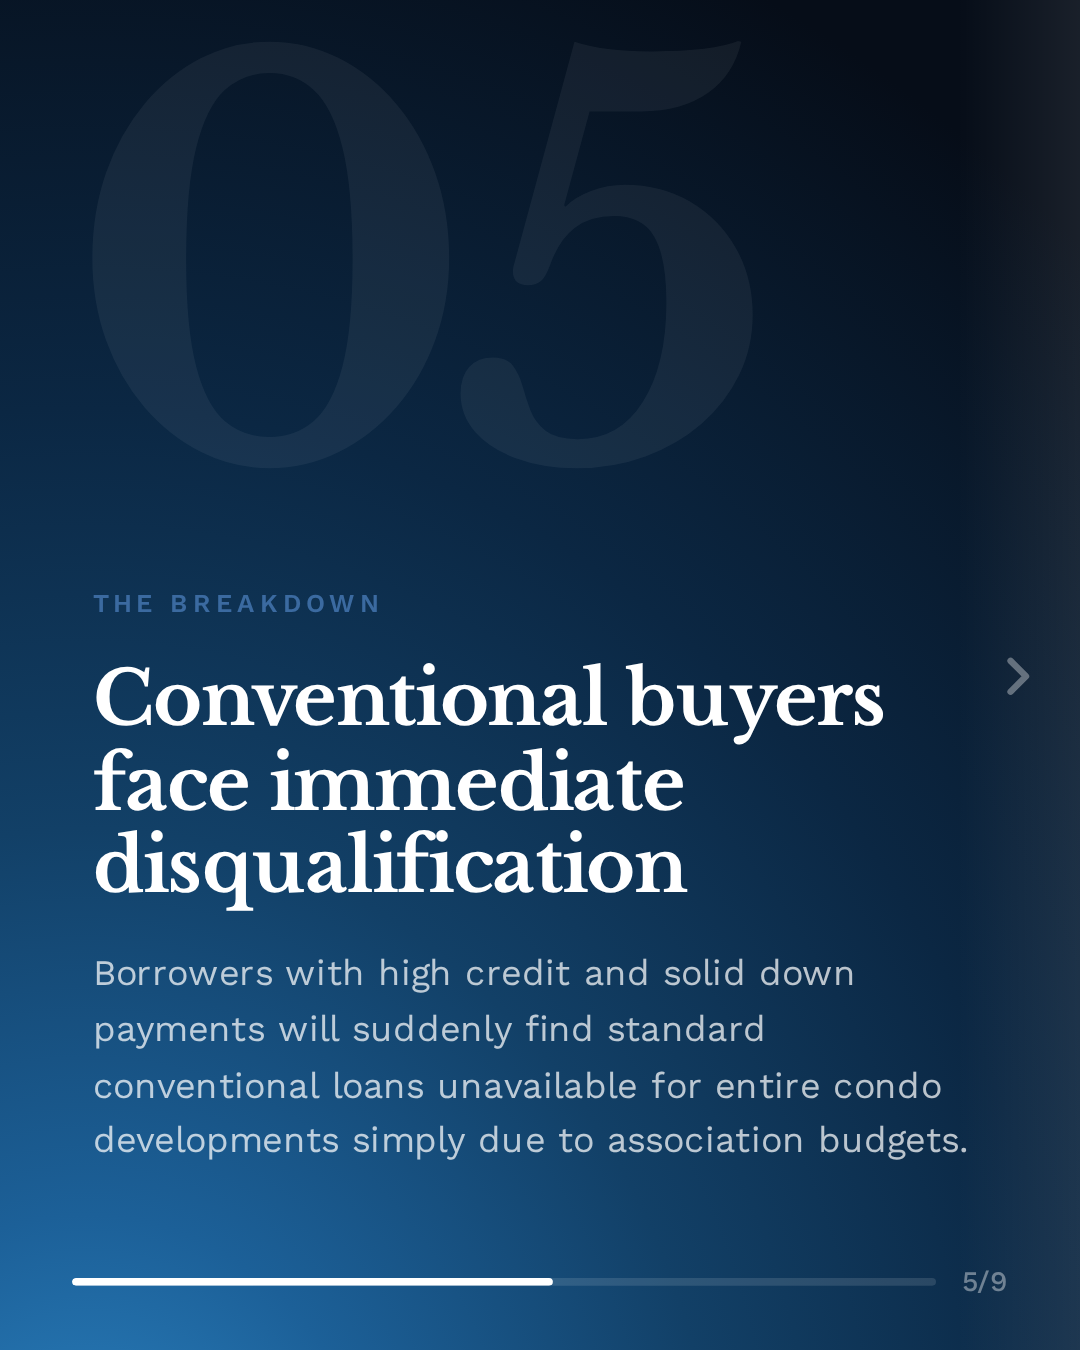 05
THE BREAKDOWN
Conventional buyers
face immediate
disqualification
Borrowers with high credit and solid down
payments will suddenly find standard
conventional loans unavailable for entire condo
developments simply due to association budgets.
5/9